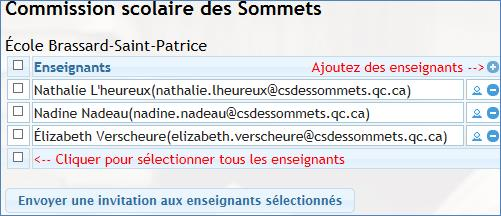 Commission scolaire des Sommets
École Brassard-Saint-Patrice
Enseignants Ajoutez des enseignants -->
Nathalie L'heureux(nathalie.lheureux@csdessommets.qc.ca)
Nadine Nadeau(nadine.nadeau@csdessommets.qc.ca)
Élizabeth Verscheure(elizabeth.verscheure@csdessommets.qc.ca)
<-- Cliquer pour sélectionner tous les enseignants
Envoyer une invitation aux enseignants sélectionnés